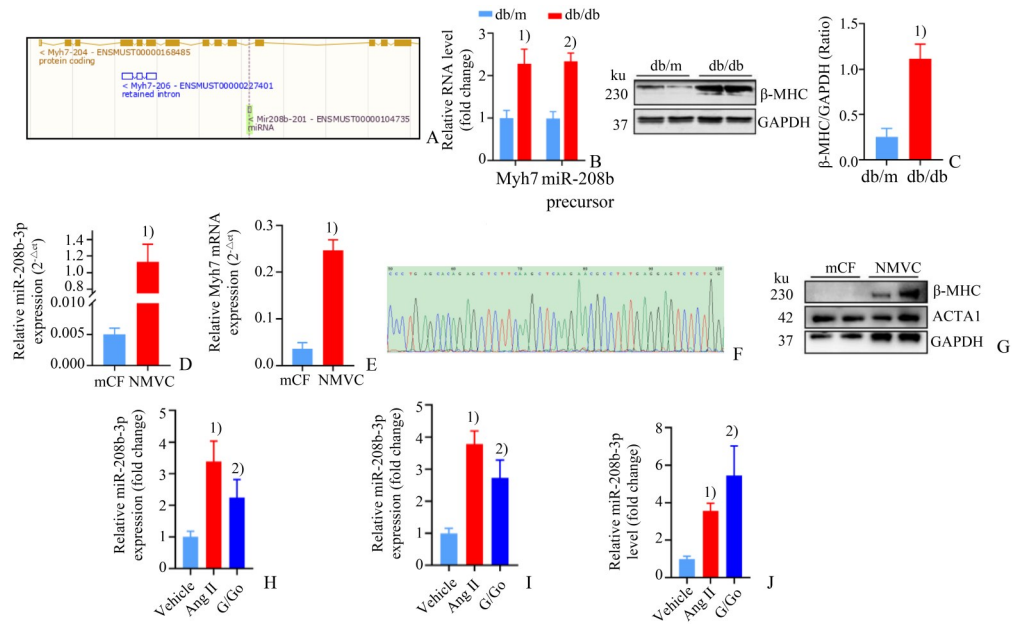 db/m db/db
< Myh7-204 - ENSMUST00000168485
protein coding
< Myh7-206 - ENSMUST00000227401
retained intron
< Mir208b-201 - ENSMUST00000104735
miRNA
A
Relative RNA level
(fold change)
3
2
1
0
1)
2)
Myh7 miR-208b
precursor
B
ku
db/m
db/db
230
β-MHC
37
GAPDH
β-MHC/GAPDH (Ratio)
1.5
1.0
0.5
0.0
1)
db/m
db/db
C
Relative miR-208b-3p
expression (2-△ct)
1.4
1.2
1.0
0.8
0.010
0.005
0.000
1)
mCF NMVC
D
Relative Myh7 mRNA
expression (2-△ct)
0.3
0.2
0.1
0.0
1)
mCF NMVC
E
F
ku
mCF
NMVC
230
β-MHC
42
ACTA1
37
GAPDH
G
Relative miR-208b-3p
expression (fold change)
5
4
3
2
1
0
1)
2)
Vehicle
Ang II
G/Go
H
Relative miR-208b-3p
expression (fold change)
5
4
3
2
1
0
1)
2)
Vehicle
Ang II
G/Go
I
Relative miR-208b-3p
level (fold change)
8
6
4
2
0
1)
2)
Vehicle
Ang II
G/Go
J